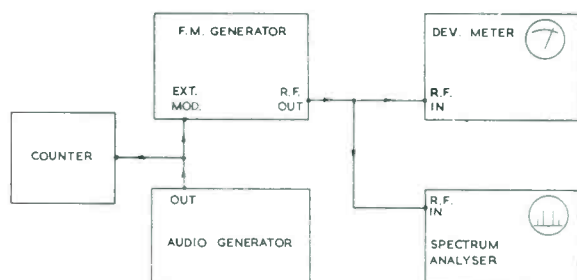 F.M. GENERATOR
EXT.
MOD.
R.F.
OUT
DEV. METER
R.F.
IN
COUNTER
OUT
AUDIO GENERATOR
R.F.
IN
SPECTRUM
ANALYSER